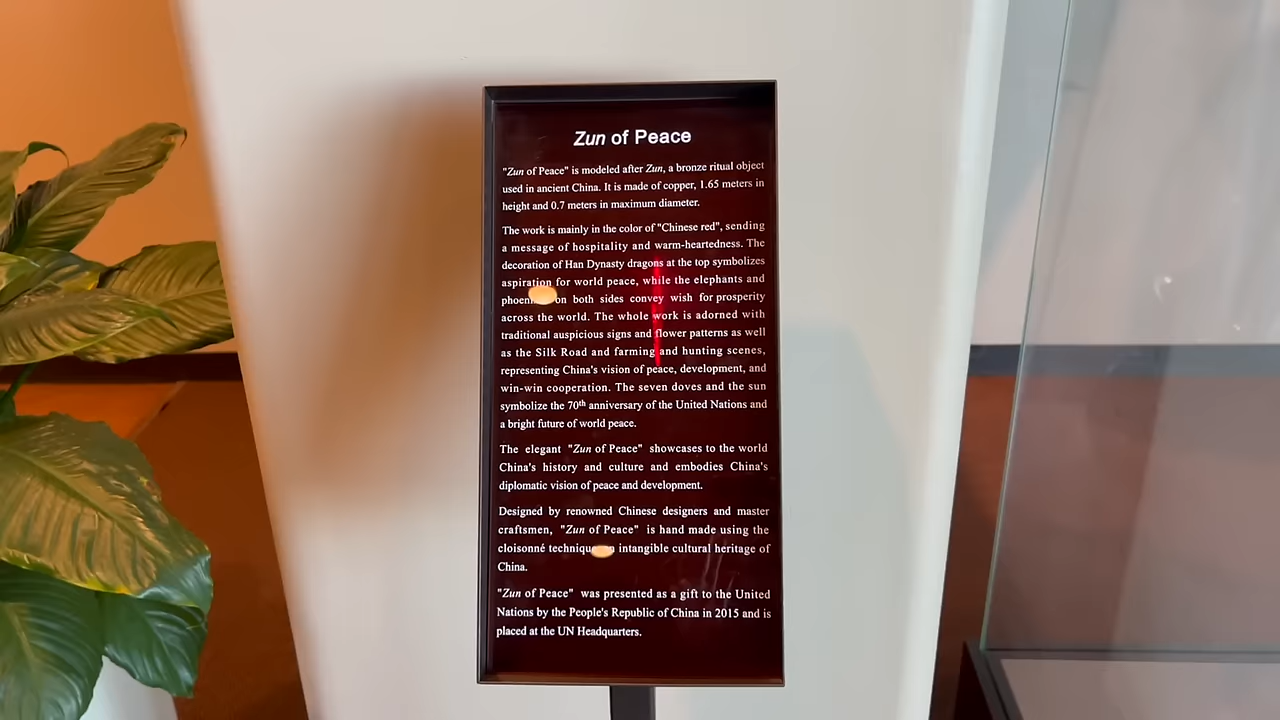 Zun of Peace
"Zun of Peace" is modeled after Zun, a bronze ritual object
used in ancient China. It is made of copper, 1.65 meters in
height and 0.7 meters in maximum diameter.
The work is mainly in the color of "Chinese red", sending
a message of hospitality and warm-heartedness. The
decoration of Han Dynasty dragons at the top symbolizes
aspiration for world peace, while the elephants and
on both sides convey wish for prosperity
across the world. The whole work is adorned with
traditional auspicious signs and flower patterns as well
as the Silk Road and farming and hunting scenes,
representing China's vision of peace, development, and
win-win cooperation. The seven doves and the sun
symbolize the 70th anniversary of the United Nations and
a bright future of world peace.
The elegant "Zun of Peace" showcases to the world
China's history and culture and embodies China's
diplomatic vision of peace and development.
Designed by renowned Chinese designers and master
craftsmen, "Zun of Peace" is hand made using the
cloisonné intangible cultural heritage of
China.
"Zun of Peace" was presented as a gift to the United
Nations by the People's Republic of China in 2015 and is
placed at the UN Headquarters.